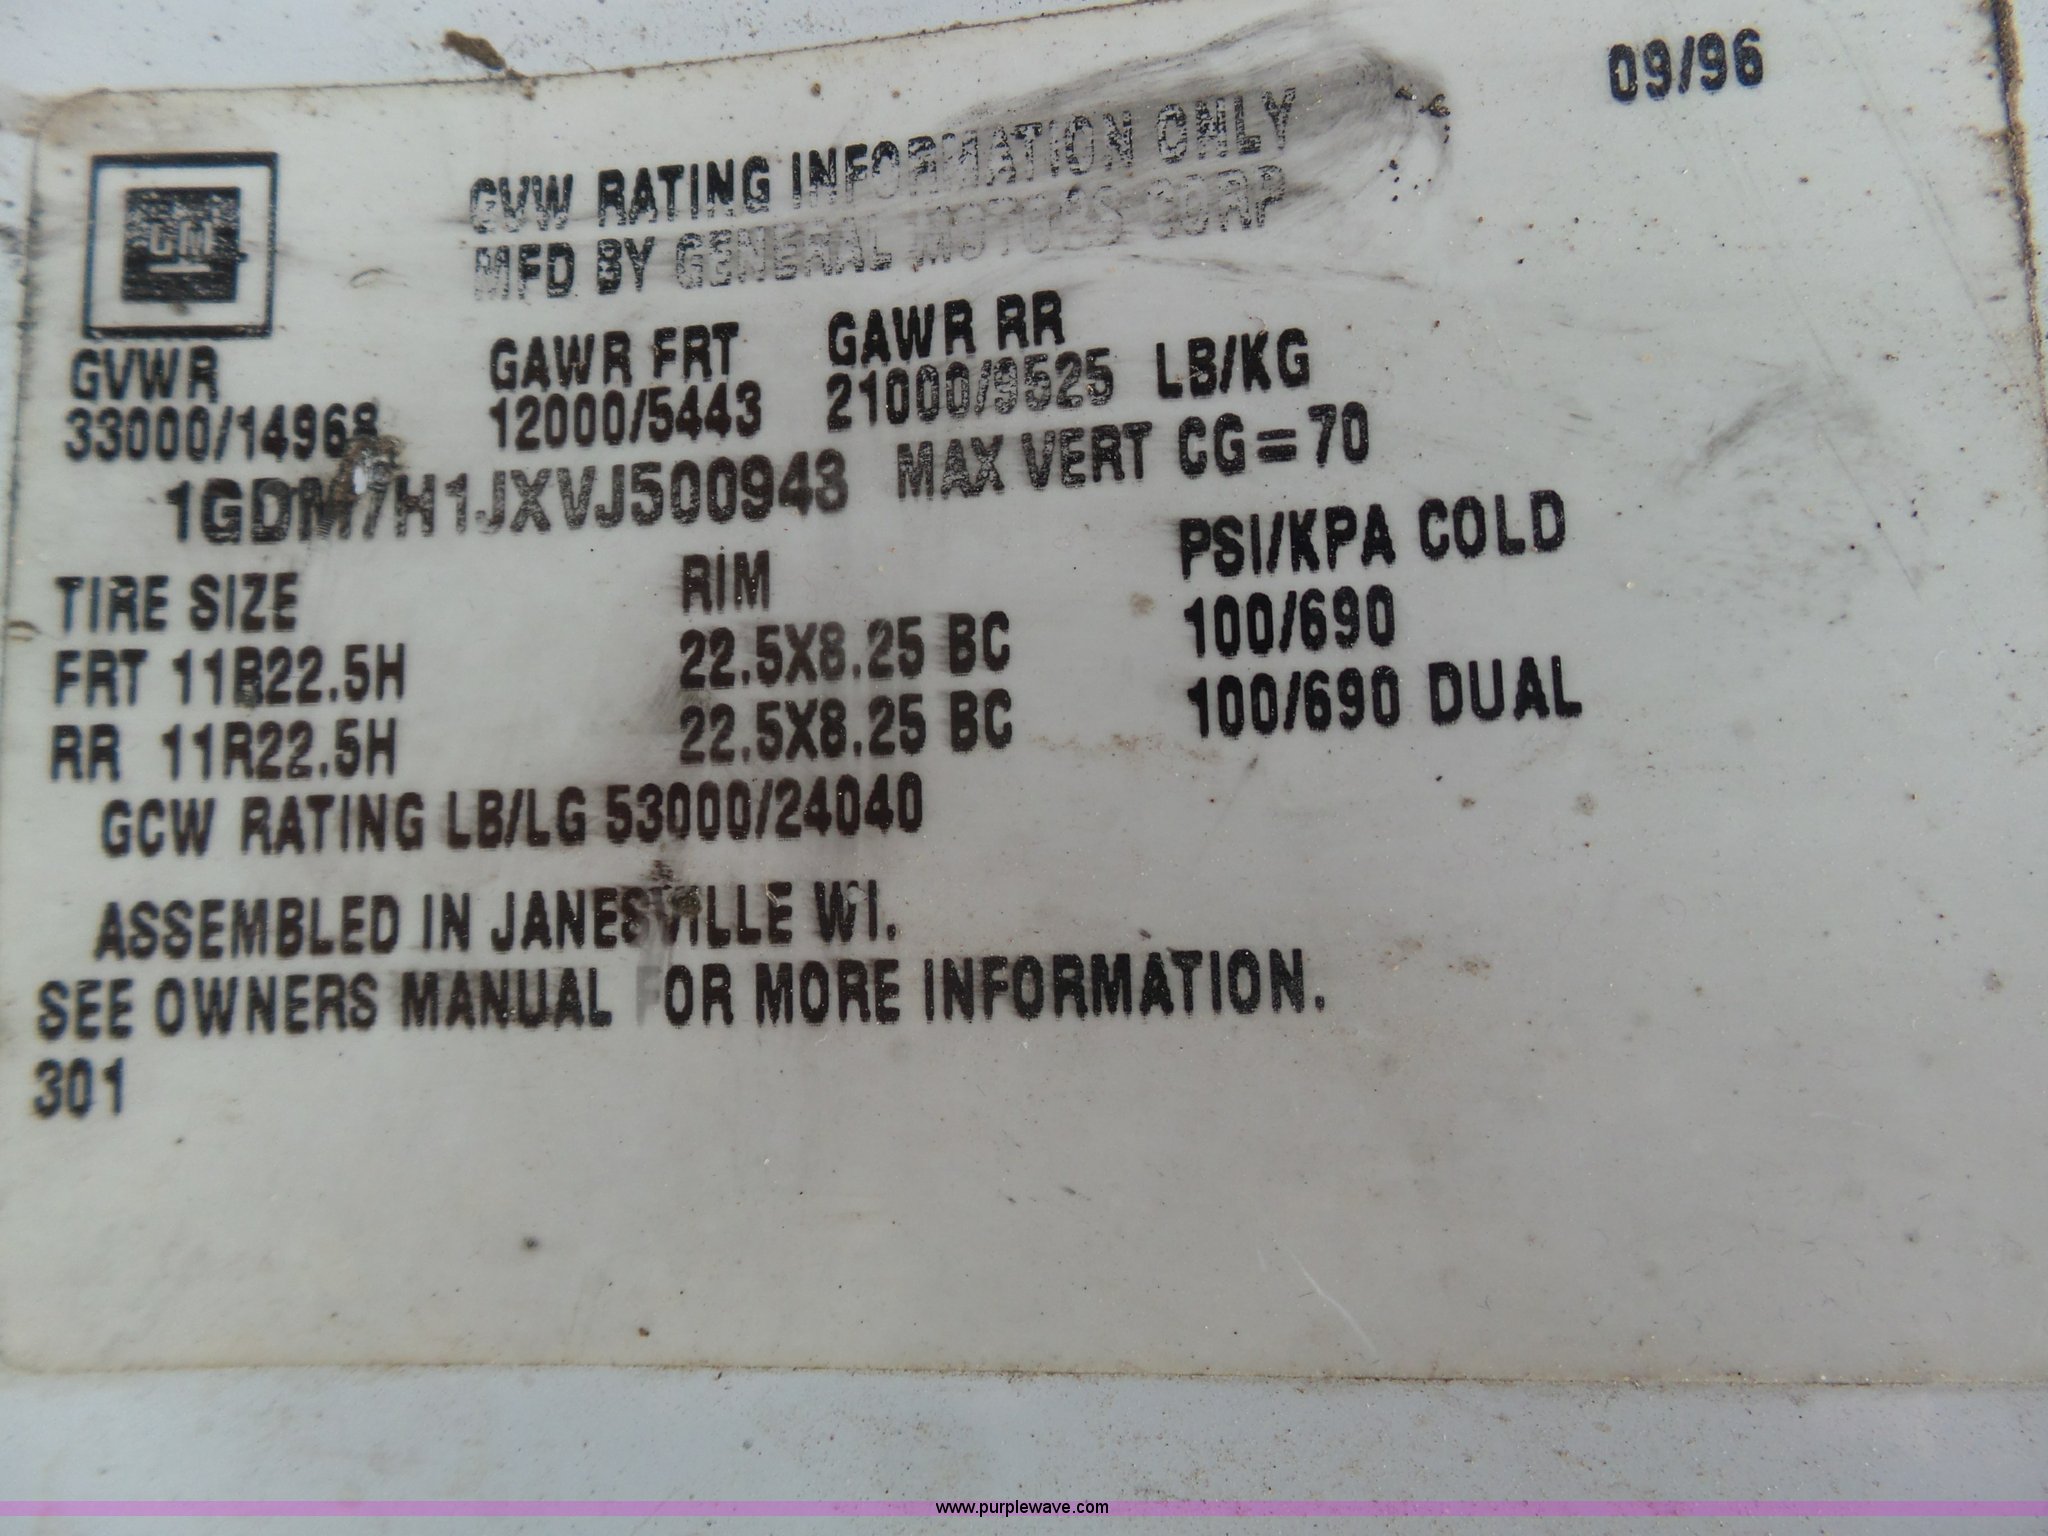 09/96
GM
GVW RATING INFORMATION ONLY
MFD BY GENERAL MOTORS CORP
GVWR GAWR FRT GAWR RR
33000/14968 12000/5443 21000/9525 LB/KG
1GDM7H1JXVJ500943 MAX VERT CG=70
TIRE SIZE RIM PSI/KPA COLD
FRT 11R22.5H 22.5X8.25 BC 100/690
RR 11R22.5H 22.5X8.25 BC 100/690 DUAL
GCW RATING LB/LG 53000/24040
ASSEMBLED IN JANESVILLE WI.
SEE OWNERS MANUAL FOR MORE INFORMATION.
301
www.purplewave.com